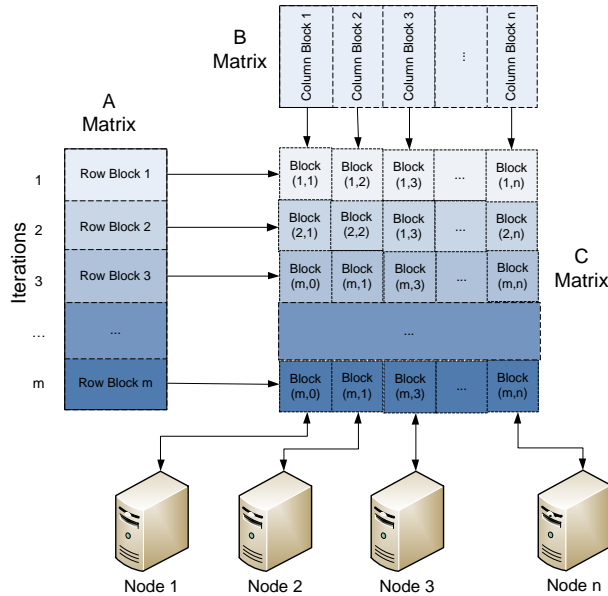 B
Matrix
Column Block 1
Column Block 2
Column Block 3
...
Column Block n
A
Matrix
Iterations
1
Row Block 1
Block
(1,1)
Block
(1,2)
Block
(1,3)
...
Block
(1,n)
2
Row Block 2
Block
(2,1)
Block
(2,2)
Block
(1,3)
...
Block
(2,n)
3
Row Block 3
Block
(m,0)
Block
(m,1)
Block
(m,3)
...
Block
(m,n)
C
Matrix
...
...
...
m
Row Block m
Block
(m,0)
Block
(m,1)
Block
(m,3)
...
Block
(m,n)
Node 1
Node 2
Node 3
Node n